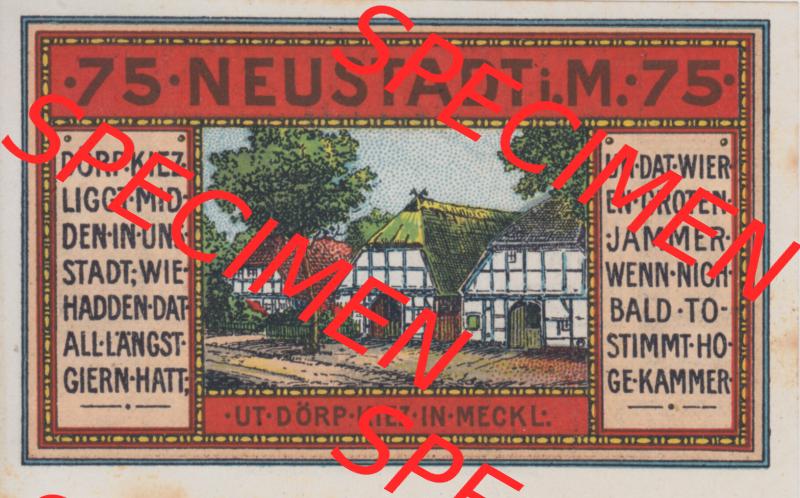 ·75·NEUSTADT i.M.·75·
DÖRP·KIEZ·
LIGGT·MID-
DEN·IN·UNS·
STADT; WIE·
HADDEN·DAT·
ALL·LÄNGST·
GIERN·HATT;
DAT·WIER·
EN·GROTEN·
JAMMER·
WENN·NICH·
BALD·TO-
STIMMT·HO-
GE·KAMMER·
·UT·DÖRP·KIEZ·IN·MECKL:·
SPECIMEN
SPECIMEN
SPE